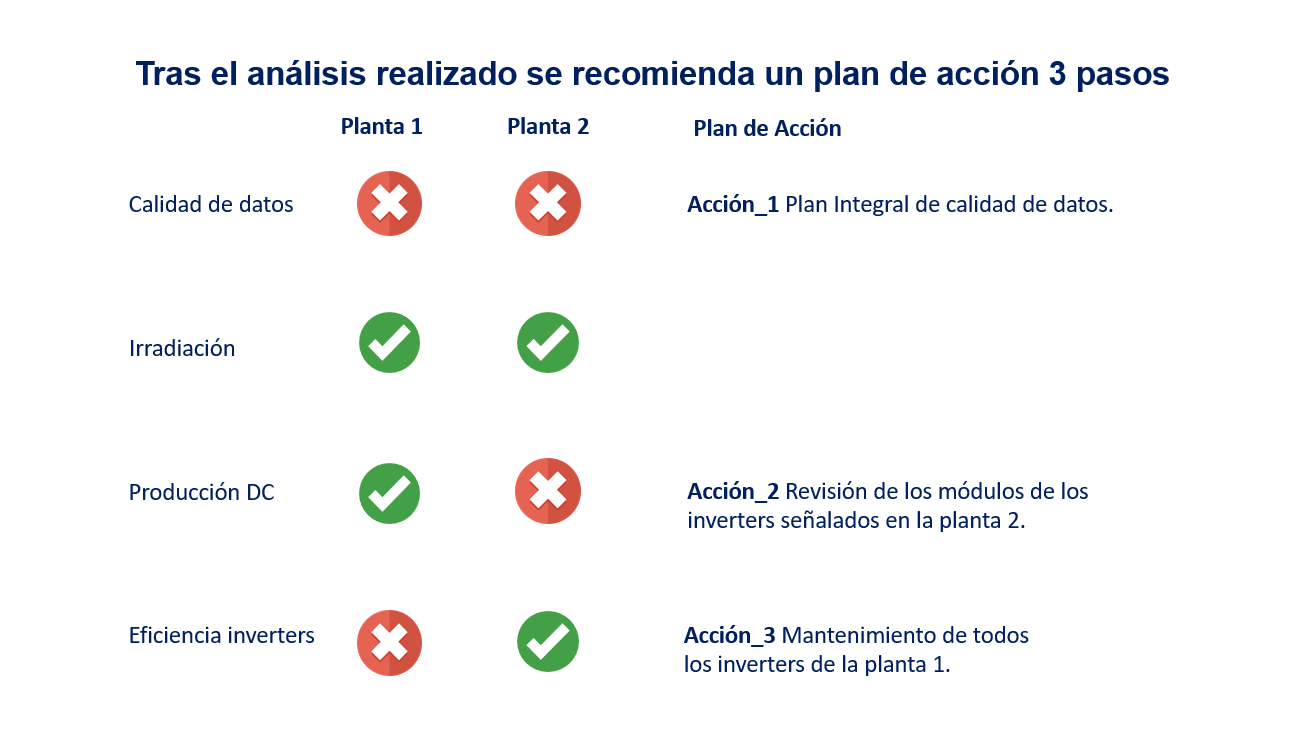 Tras el análisis realizado se recomienda un plan de acción 3 pasos
Planta 1
Planta 2
Plan de Acción
Calidad de datos
Acción_1 Plan Integral de calidad de datos.
Irradiación
Producción DC
Acción_2 Revisión de los módulos de los
inverters señalados en la planta 2.
Eficiencia inverters
Acción_3 Mantenimiento de todos
los inverters de la planta 1.